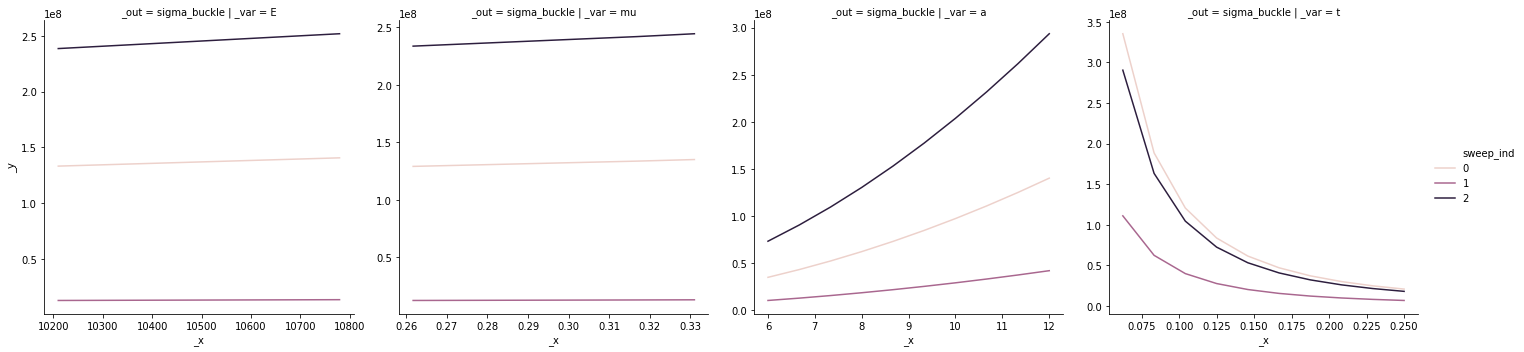 _out = sigma_buckle | _var = E
1e8
2.5
2.0
1.5
1.0
0.5
_y
10200 10300 10400 10500 10600 10700 10800
_x
_out = sigma_buckle | _var = mu
1e8
2.5
2.0
1.5
1.0
0.5
0.26 0.27 0.28 0.29 0.30 0.31 0.32 0.33
_x
_out = sigma_buckle | _var = a
1e8
3.0
2.5
2.0
1.5
1.0
0.5
0.0
6 7 8 9 10 11 12
_x
_out = sigma_buckle | _var = t
1e8
3.5
3.0
2.5
2.0
1.5
1.0
0.5
0.0
0.075 0.100 0.125 0.150 0.175 0.200 0.225 0.250
_x
sweep_ind
0
1
2